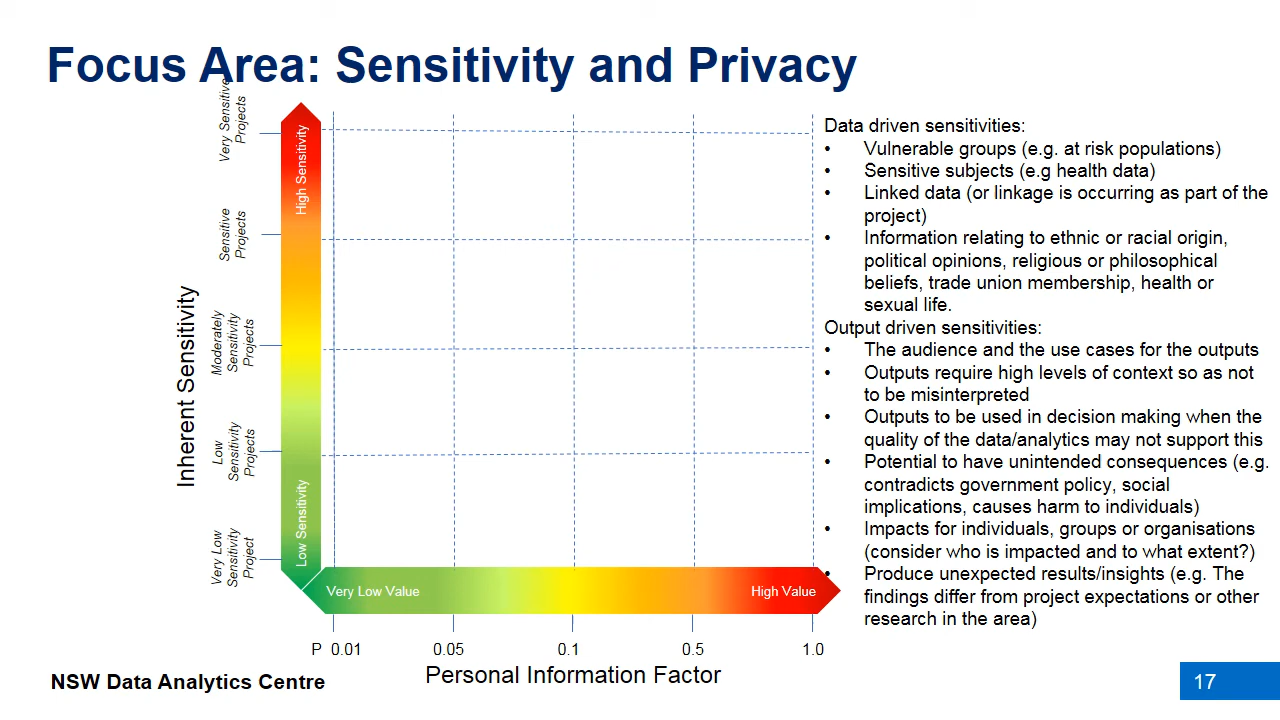 Focus Area: Sensitivity and Privacy
Very Sensitive
Projects
Sensitive
Projects
Moderately
Sensitivity
Projects
Low
Sensitivity
Projects
Very Low
Sensitivity
Project
Inherent Sensitivity
High Sensitivity
Low Sensitivity
Very Low Value
High Value
P 0.01
0.05
0.1
0.5
1.0
Personal Information Factor
Data driven sensitivities:
• Vulnerable groups (e.g. at risk populations)
• Sensitive subjects (e.g health data)
• Linked data (or linkage is occurring as part of the
project)
• Information relating to ethnic or racial origin,
political opinions, religious or philosophical
beliefs, trade union membership, health or
sexual life.
Output driven sensitivities:
• The audience and the use cases for the outputs
• Outputs require high levels of context so as not
to be misinterpreted
• Outputs to be used in decision making when the
quality of the data/analytics may not support this
• Potential to have unintended consequences (e.g.
contradicts government policy, social
implications, causes harm to individuals)
• Impacts for individuals, groups or organisations
(consider who is impacted and to what extent?)
• Produce unexpected results/insights (e.g. The
findings differ from project expectations or other
research in the area)
NSW Data Analytics Centre
17